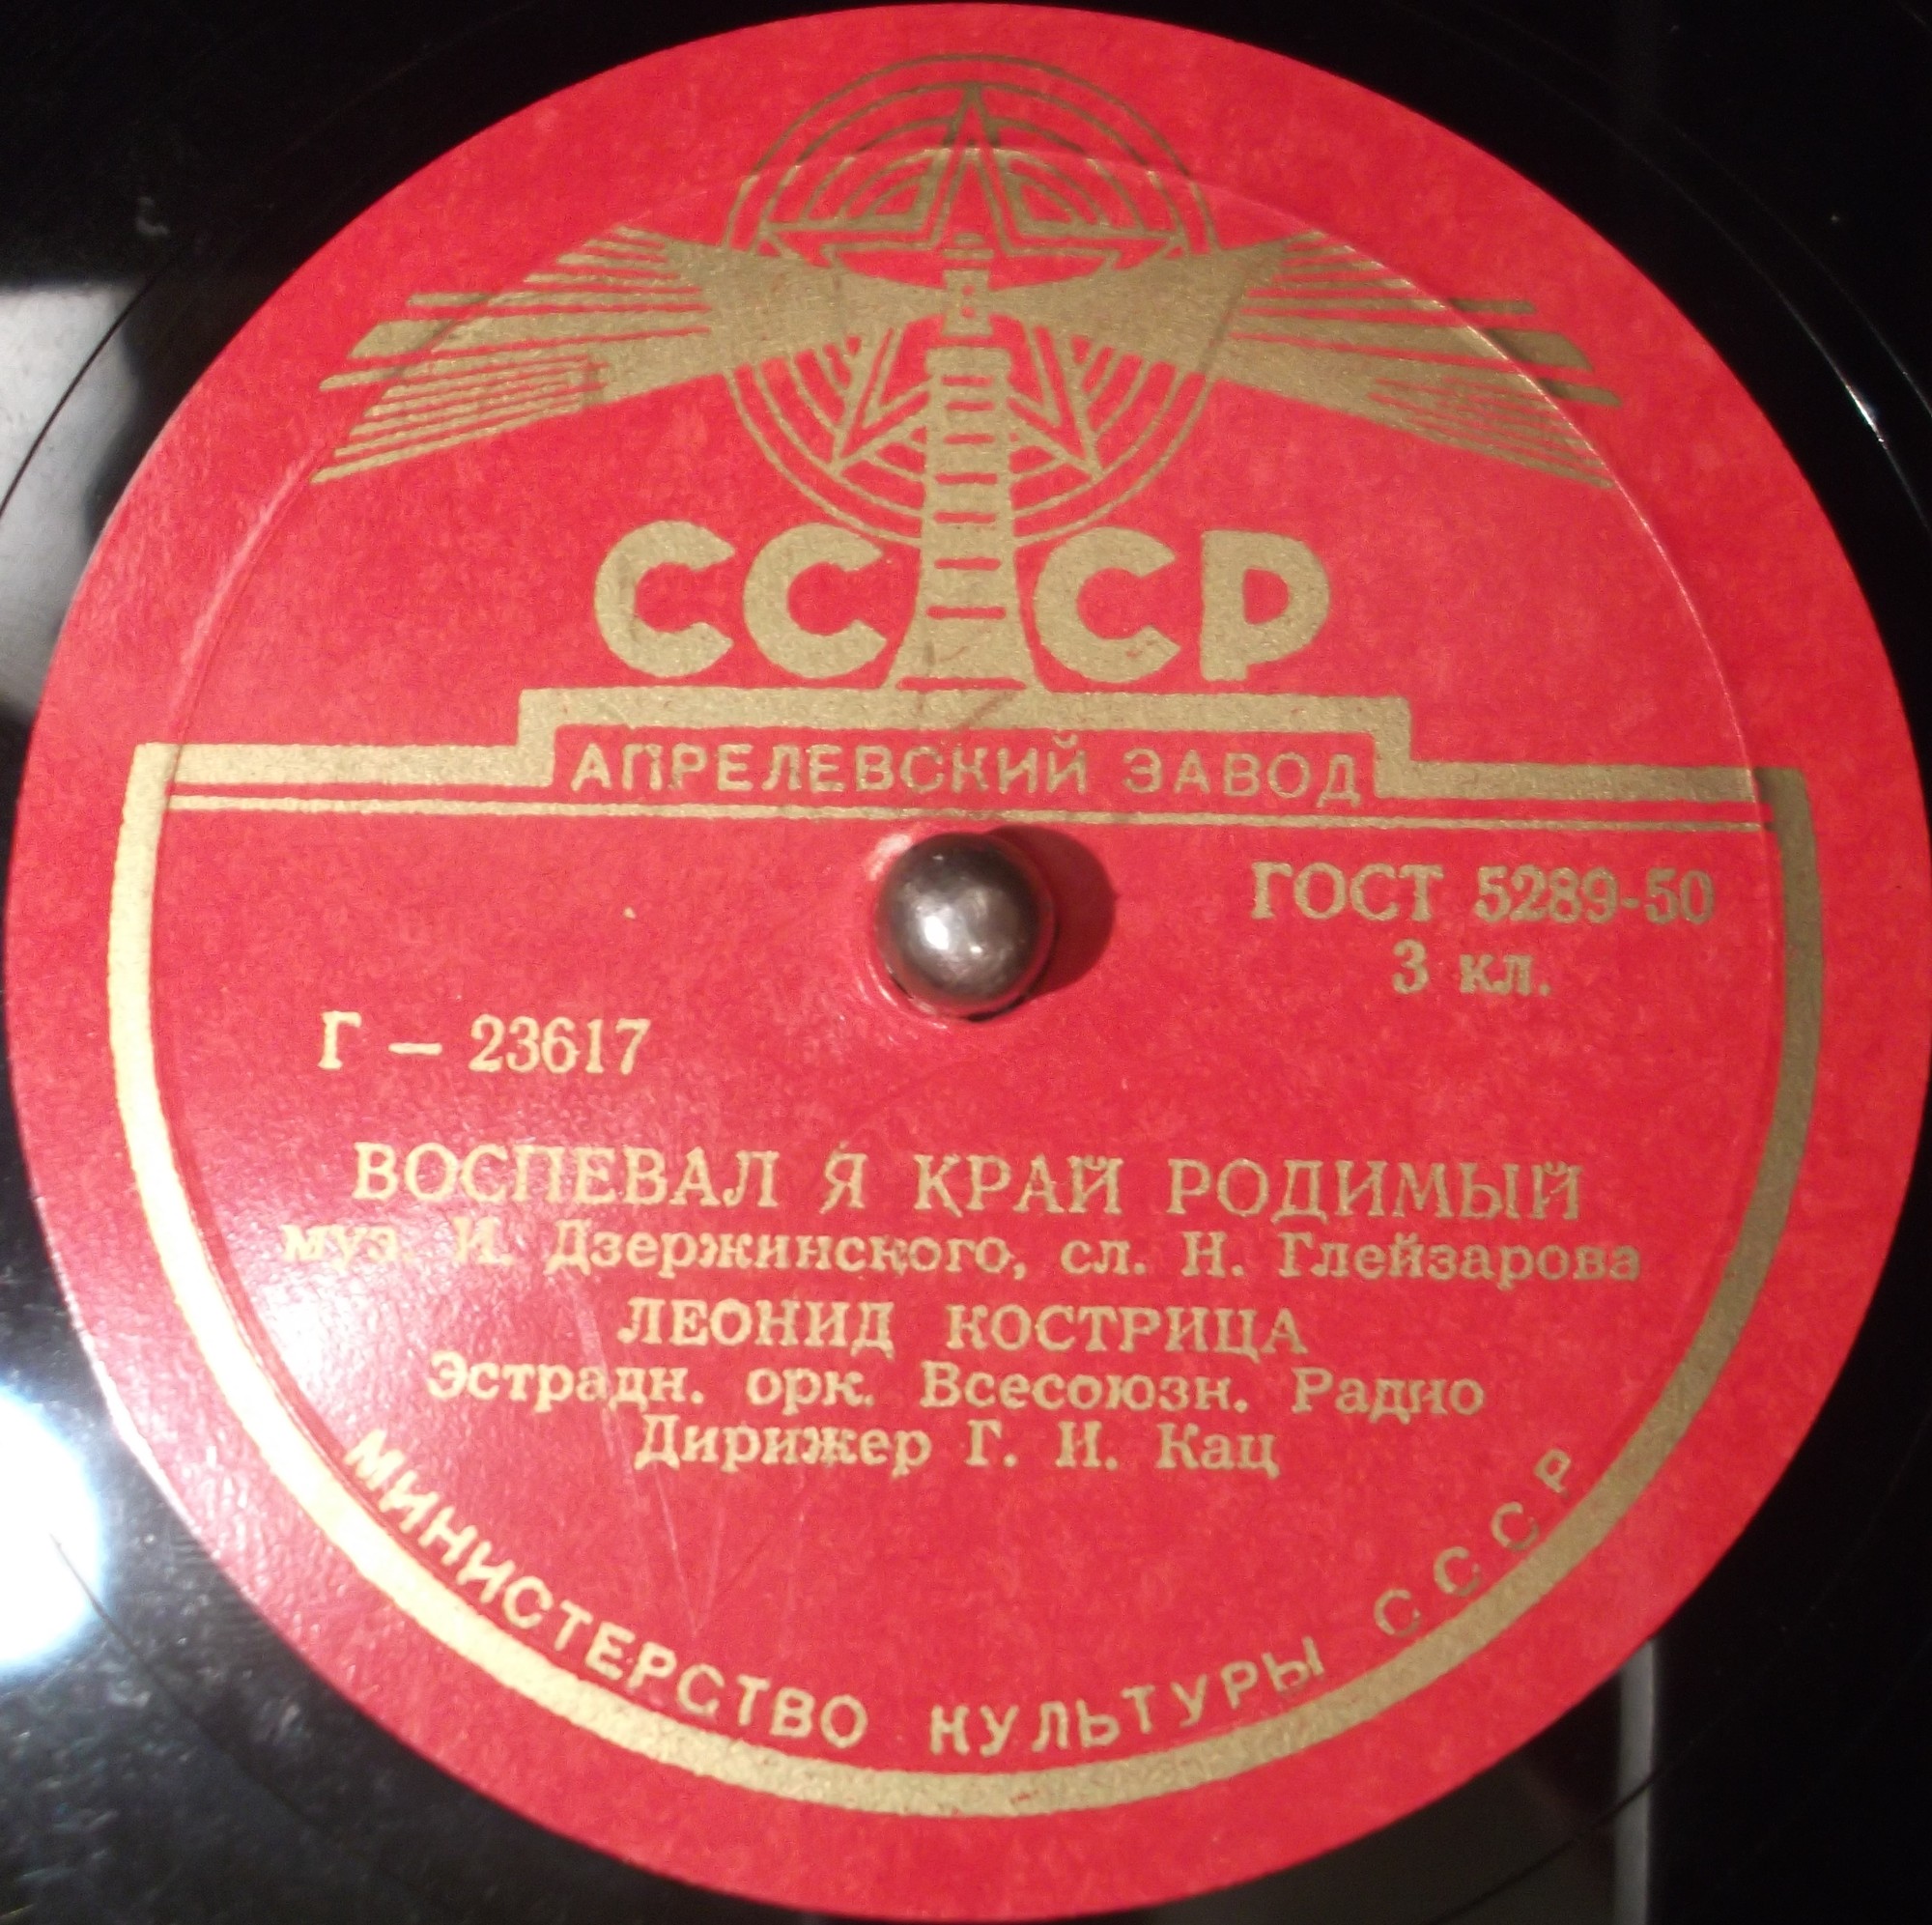 СССР
АПРЕЛЕВСКИЙ ЗАВОД
ГОСТ 5289-50
3 кл.
Г — 23617
ВОСПЕВАЛ Я КРАЙ РОДИМЫЙ
муз. И. Дзержинского, сл. Н. Глейзарова
ЛЕОНИД КОСТРИЦА
Эстрадн. орк. Всесоюзн. Радио
Дирижер Г. И. Кац
МИНИСТЕРСТВО КУЛЬТУРЫ СССР